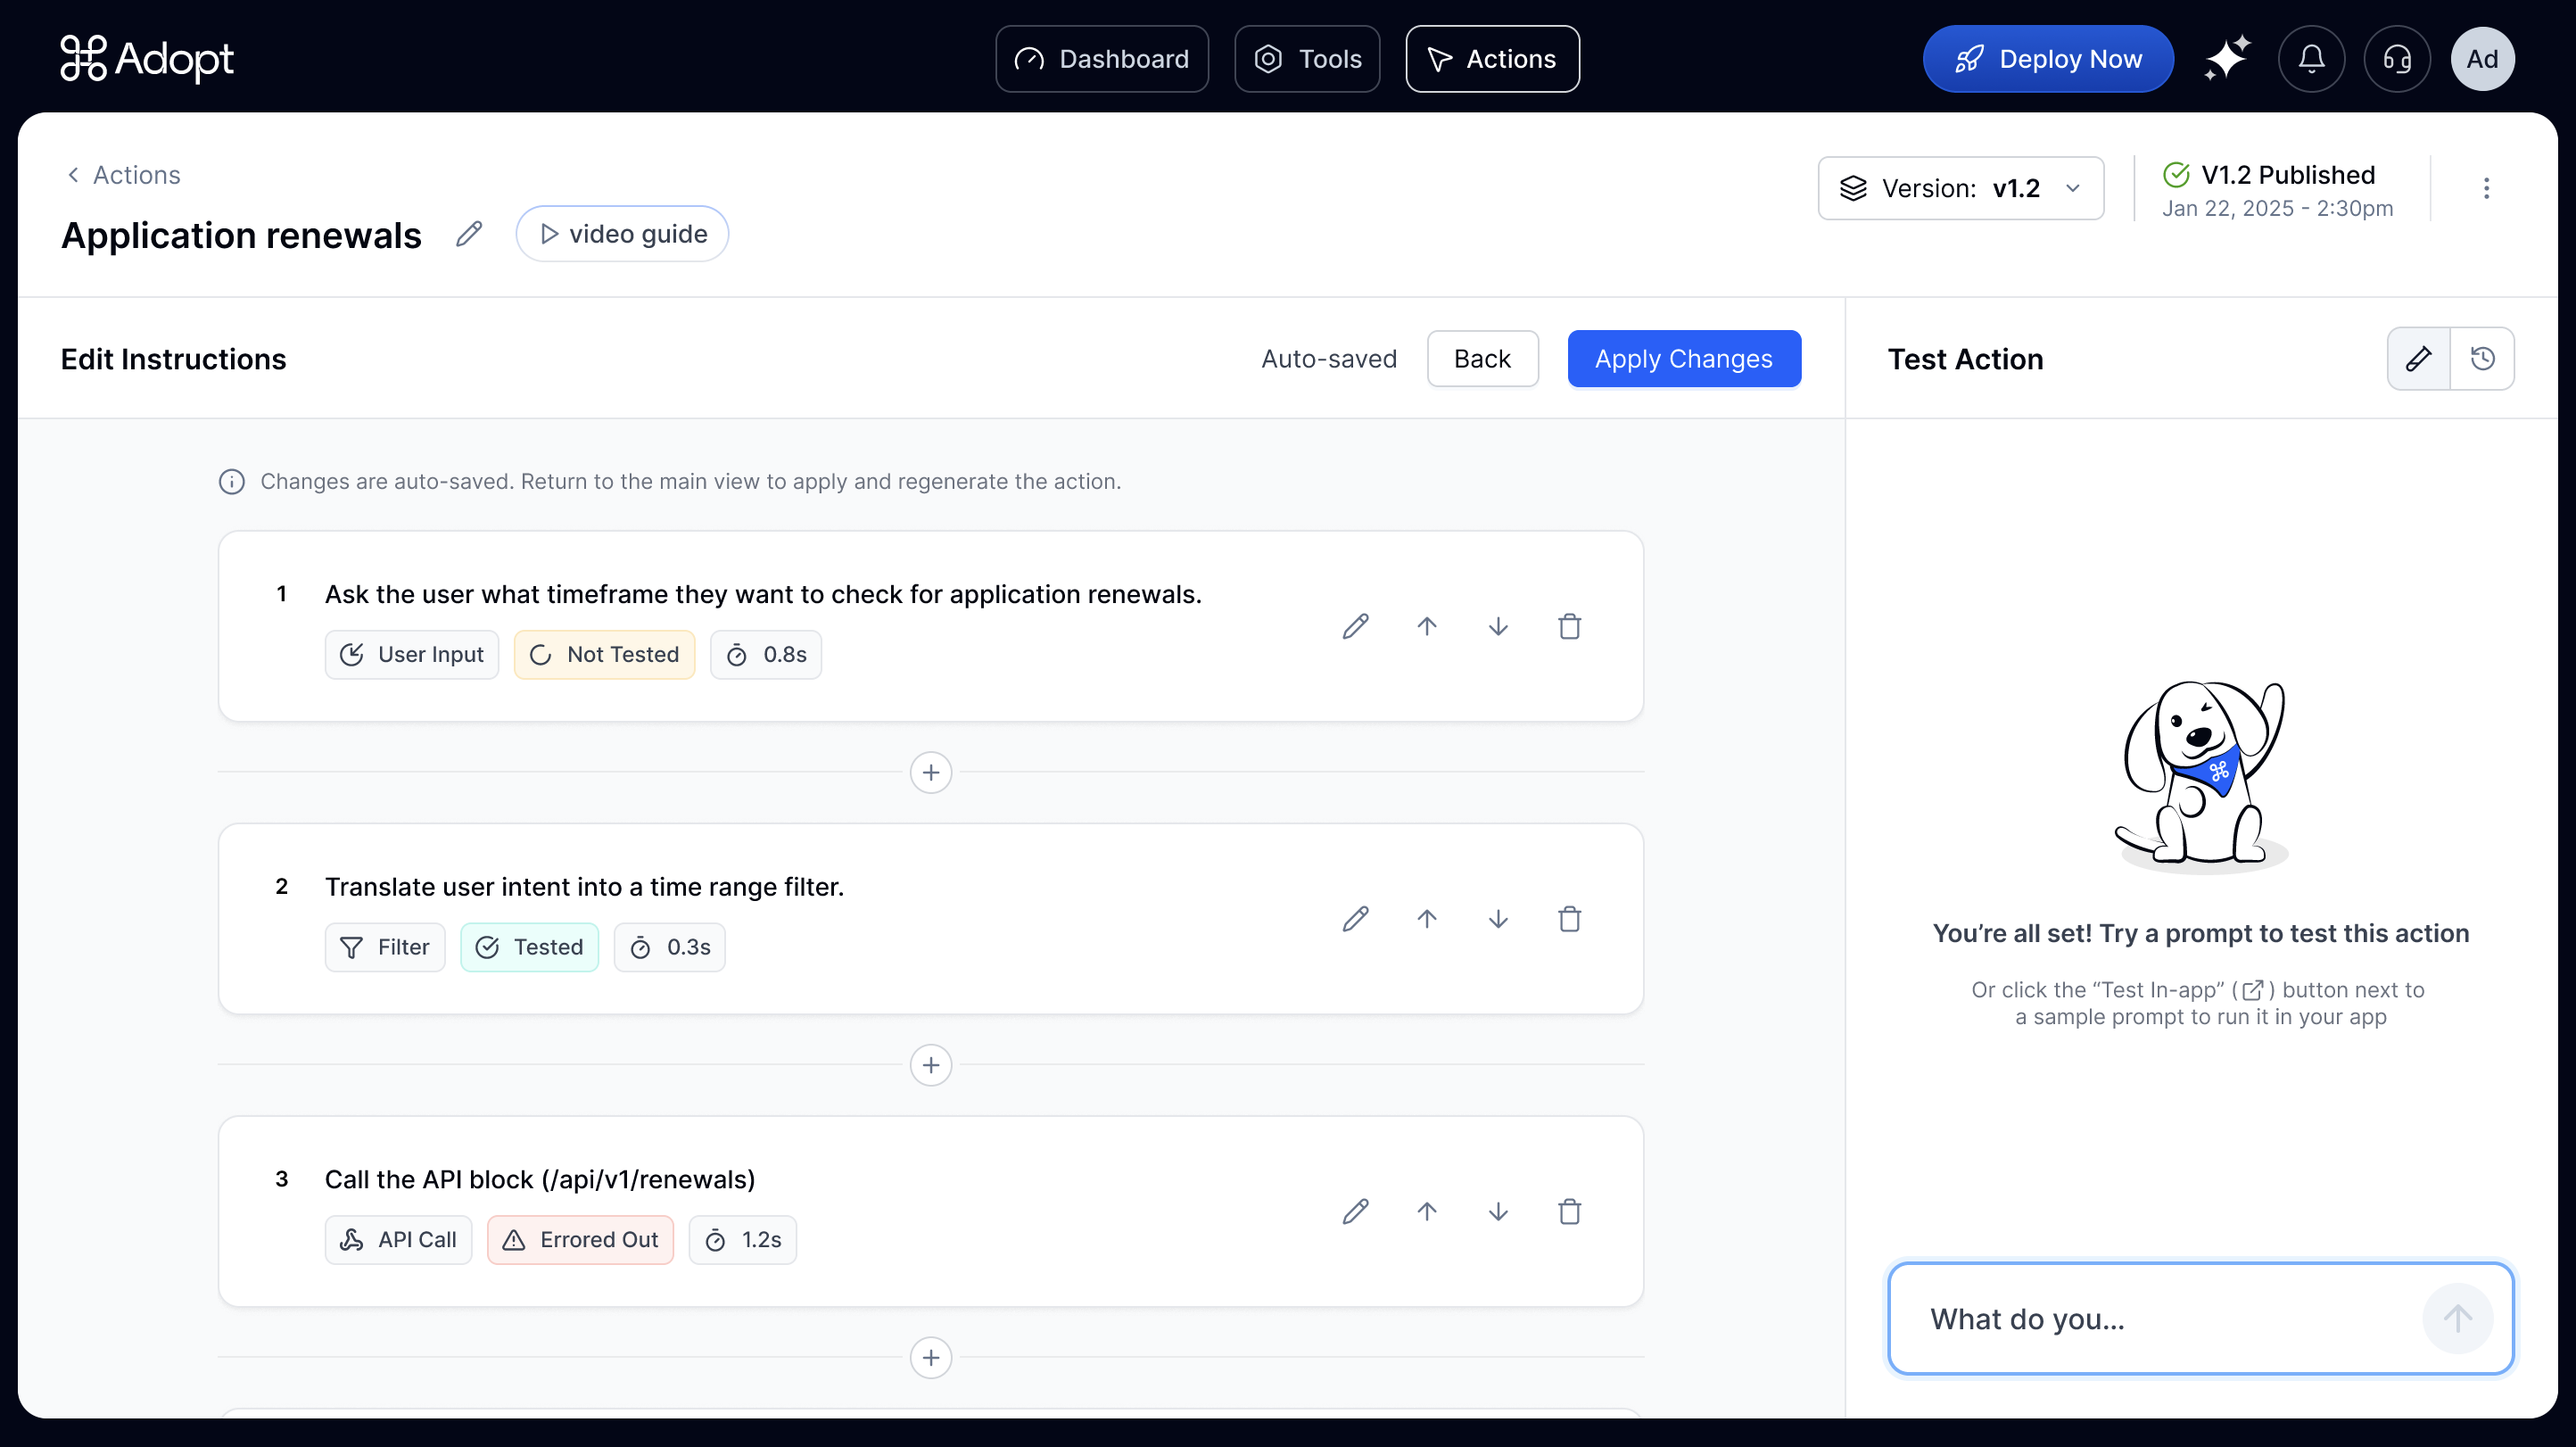 Adopt
Dashboard
Tools
Actions
Deploy Now
Ad
Actions
Application renewals
video guide
Version: v1.2
V1.2 Published
Jan 22, 2025 - 2:30pm
Edit Instructions
Auto-saved
Back
Apply Changes
Test Action
Changes are auto-saved. Return to the main view to apply and regenerate the action.
1 Ask the user what timeframe they want to check for application renewals.
User Input
Not Tested
0.8s
2 Translate user intent into a time range filter.
Filter
Tested
0.3s
3 Call the API block (/api/v1/renewals)
API Call
Errored Out
1.2s
You’re all set! Try a prompt to test this action
Or click the “Test In-app” ( ) button next to
a sample prompt to run it in your app
What do you...